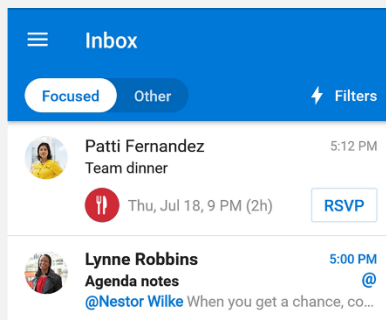 Inbox
Focused Other Filters
Patti Fernandez 5:12 PM
Team dinner
Thu, Jul 18, 9 PM (2h) RSVP
Lynne Robbins 5:00 PM
Agenda notes @
@Nestor Wilke When you get a chance, co...